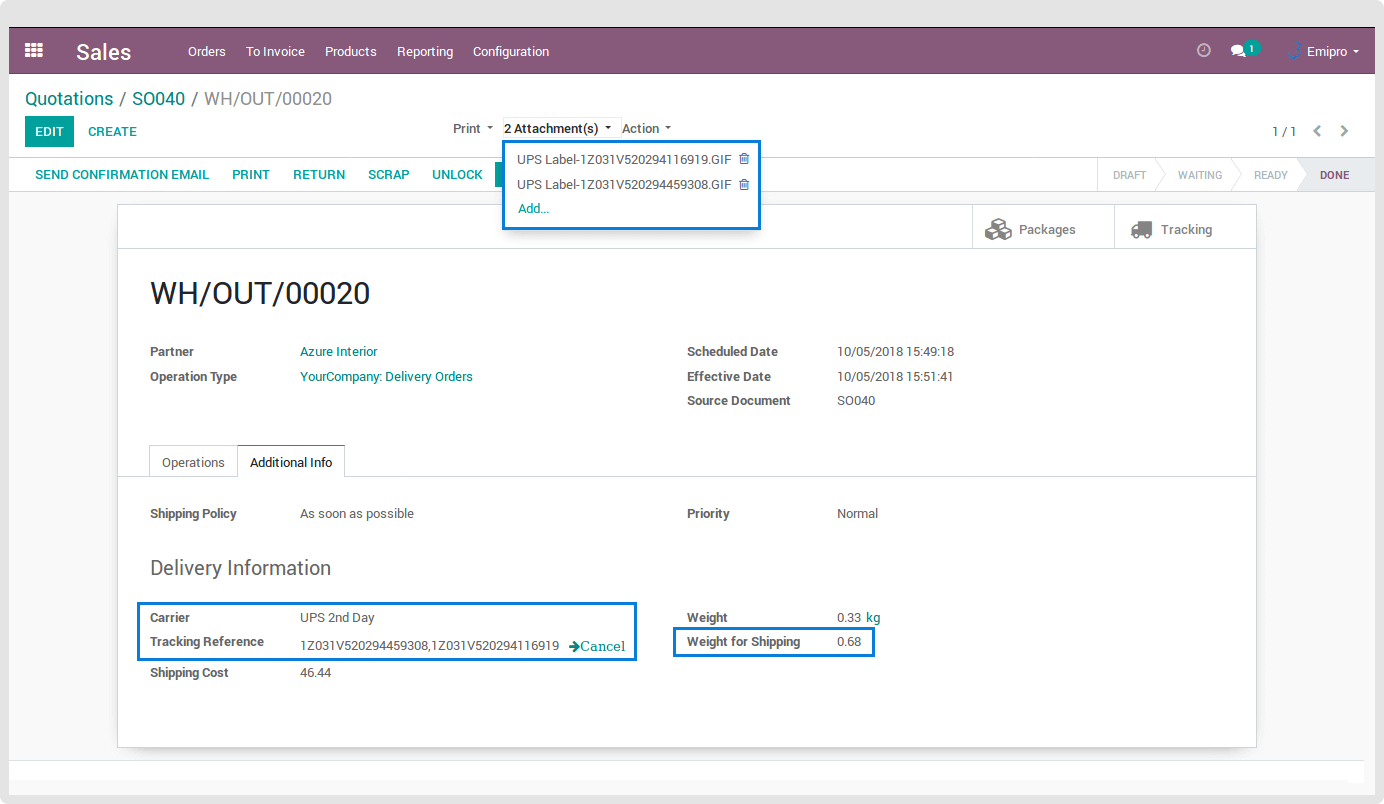 Sales Orders To Invoice Products Reporting Configuration 1 Emipro
Quotations / SO040 / WH/OUT/00020
EDIT CREATE Print 2 Attachment(s) Action 1 / 1
UPS Label-1Z031V520294116919.GIF
UPS Label-1Z031V520294459308.GIF
Add...
SEND CONFIRMATION EMAIL PRINT RETURN SCRAP UNLOCK DRAFT WAITING READY DONE
Packages Tracking
WH/OUT/00020
Partner Azure Interior Scheduled Date 10/05/2018 15:49:18
Operation Type YourCompany: Delivery Orders Effective Date 10/05/2018 15:51:41
Source Document SO040
Operations Additional Info
Shipping Policy As soon as possible Priority Normal
Delivery Information
Carrier UPS 2nd Day Weight 0.33 kg
Tracking Reference 1Z031V520294459308,1Z031V520294116919 Cancel Weight for Shipping 0.68
Shipping Cost 46.44